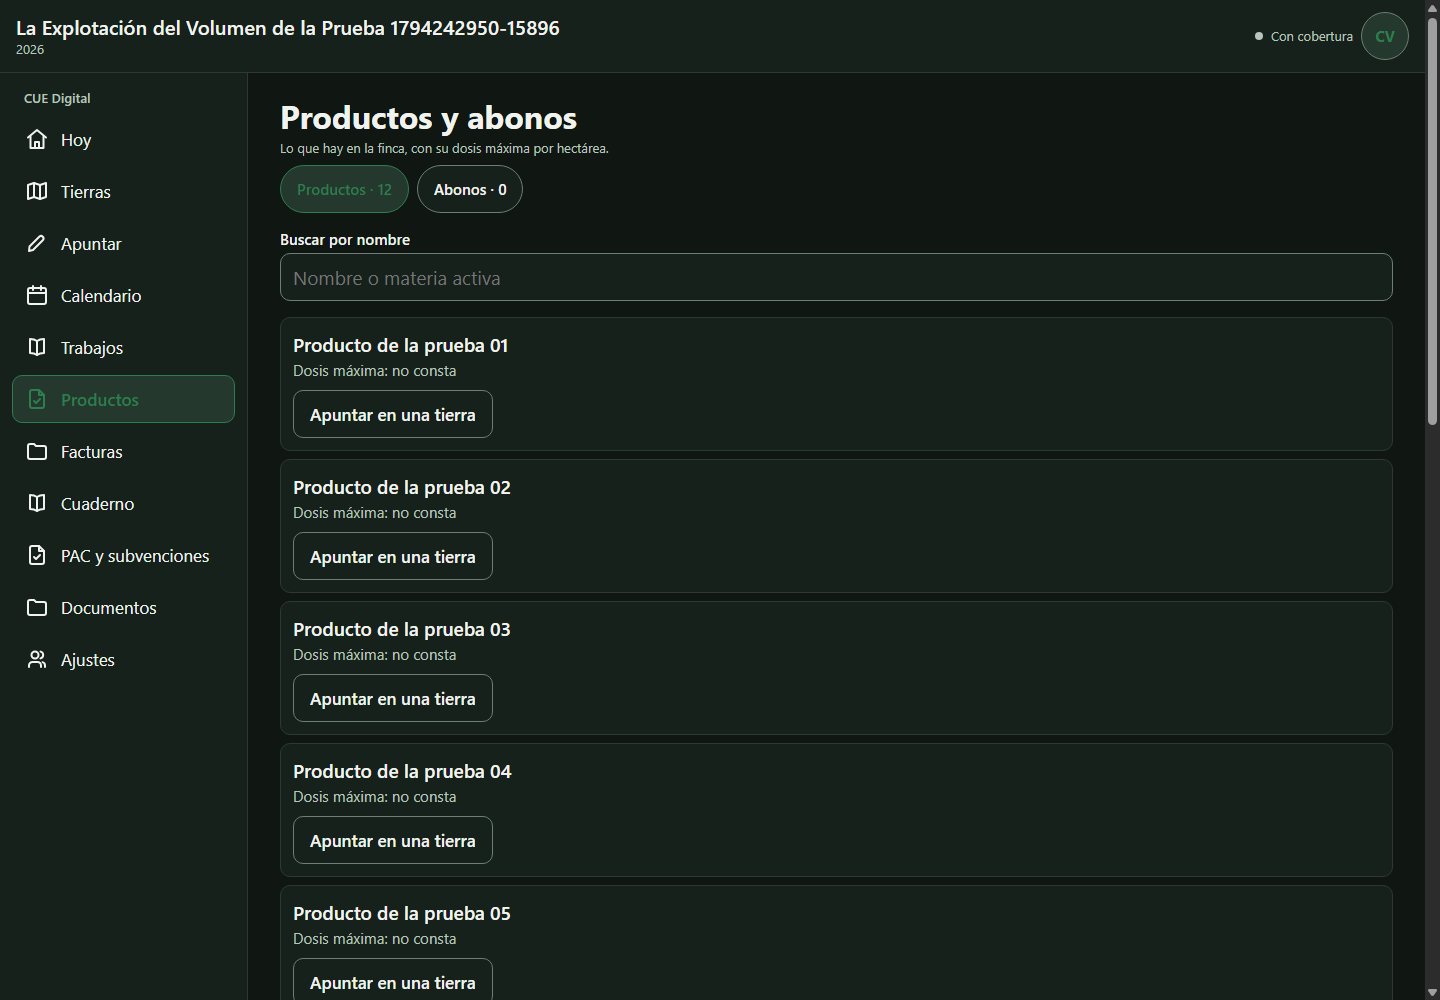 La Explotación del Volumen de la Prueba 1794242950-15896
2026
Con cobertura
CV
CUE Digital
Hoy
Tierras
Apuntar
Calendario
Trabajos
Productos
Facturas
Cuaderno
PAC y subvenciones
Documentos
Ajustes
Productos y abonos
Lo que hay en la finca, con su dosis máxima por hectárea.
Productos · 12
Abonos · 0
Buscar por nombre
Nombre o materia activa
Producto de la prueba 01
Dosis máxima: no consta
Apuntar en una tierra
Producto de la prueba 02
Dosis máxima: no consta
Apuntar en una tierra
Producto de la prueba 03
Dosis máxima: no consta
Apuntar en una tierra
Producto de la prueba 04
Dosis máxima: no consta
Apuntar en una tierra
Producto de la prueba 05
Dosis máxima: no consta
Apuntar en una tierra